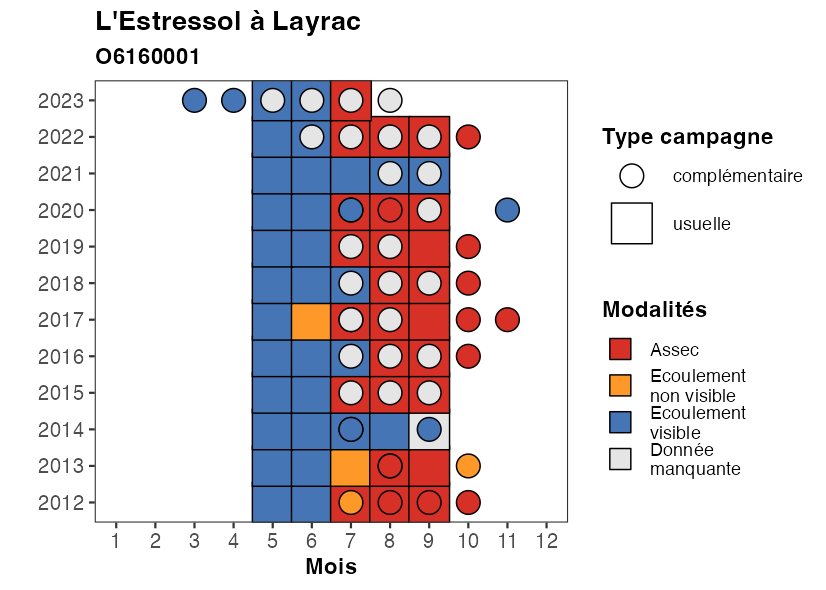 L'Estressol à Layrac
O6160001
2023
2022
2021
2020
2019
2018
2017
2016
2015
2014
2013
2012
1 2 3 4 5 6 7 8 9 10 11 12
Mois
Type campagne
complémentaire
usuelle
Modalités
Assec
Ecoulement
non visible
Ecoulement
visible
Donnée
manquante